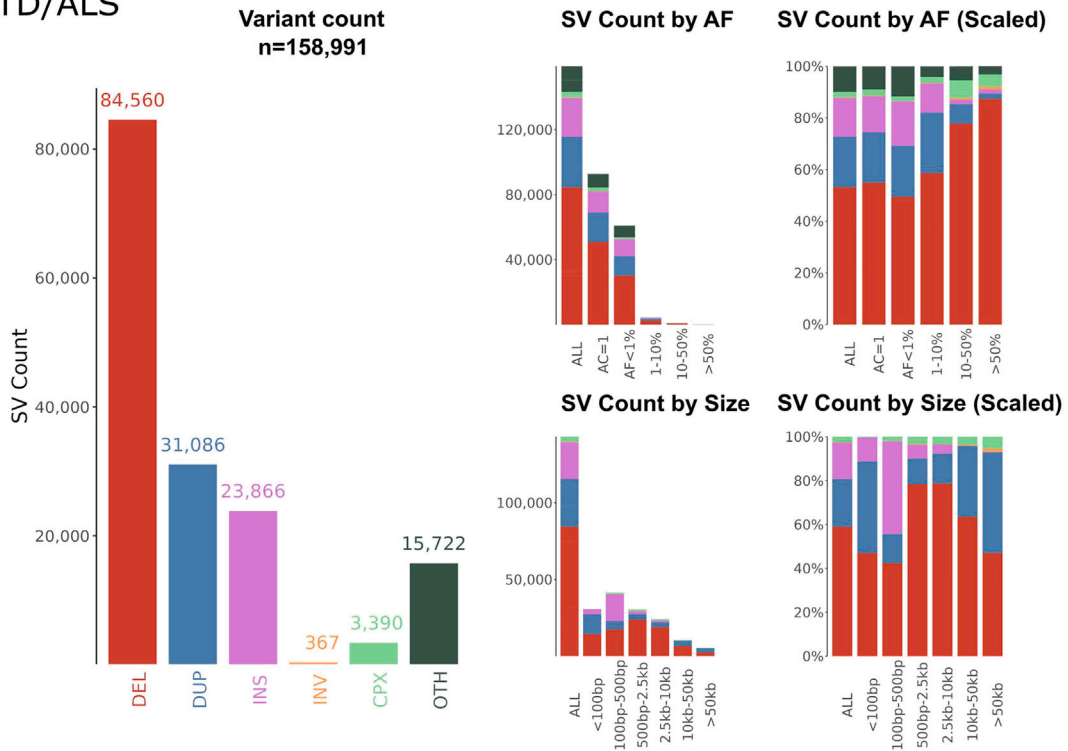 TD/ALS
Variant count
n=158,991
SV Count
80,000
60,000
40,000
20,000
84,560
31,086
23,866
367
3,390
15,722
DEL
DUP
INS
INV
CPX
OTH
SV Count by AF
120,000
80,000
40,000
ALL
AC=1
AF<1%
1-10%
10-50%
>50%
SV Count by AF (Scaled)
100%
80%
60%
40%
20%
0%
ALL
AC=1
AF<1%
1-10%
10-50%
>50%
SV Count by Size
100,000
50,000
ALL
<100bp
100bp-500bp
500bp-2.5kb
2.5kb-10kb
10kb-50kb
>50kb
SV Count by Size (Scaled)
100%
80%
60%
40%
20%
0%
ALL
<100bp
100bp-500bp
500bp-2.5kb
2.5kb-10kb
10kb-50kb
>50kb